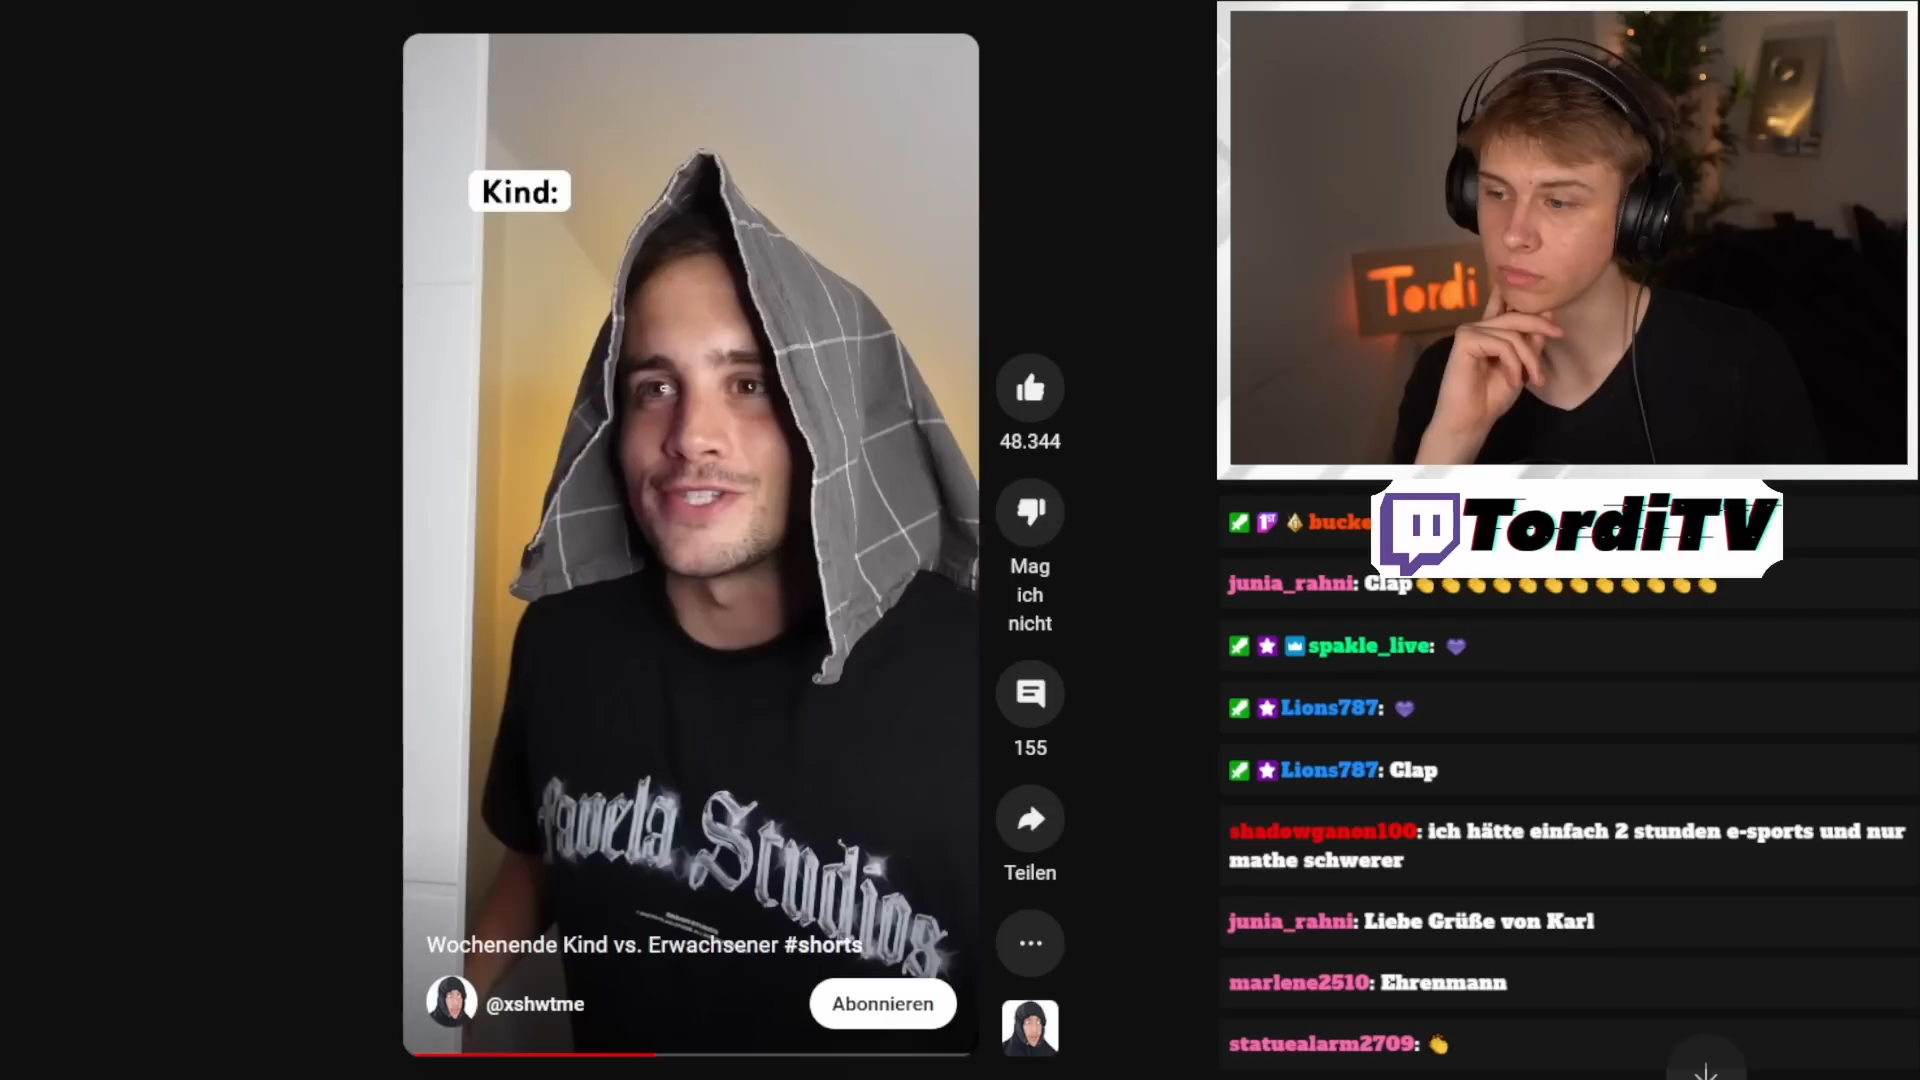 Kind:
Favela Studios
Wochenende Kind vs. Erwachsener #shorts
@xshwtme
Abonnieren
48.344
Mag
ich
nicht
155
Teilen
Tordi
TordiTV
1ST
bucke
junia_rahni: Clap👏👏👏👏👏👏👏👏👏👏👏👏
spakle_live: 💜
Lions787: 💜
Lions787: Clap
shadowganon100: ich hätte einfach 2 stunden e-sports und nur
mathe schwerer
junia_rahni: Liebe Grüße von Karl
marlene2510: Ehrenmann
statuealarm2709: 👏